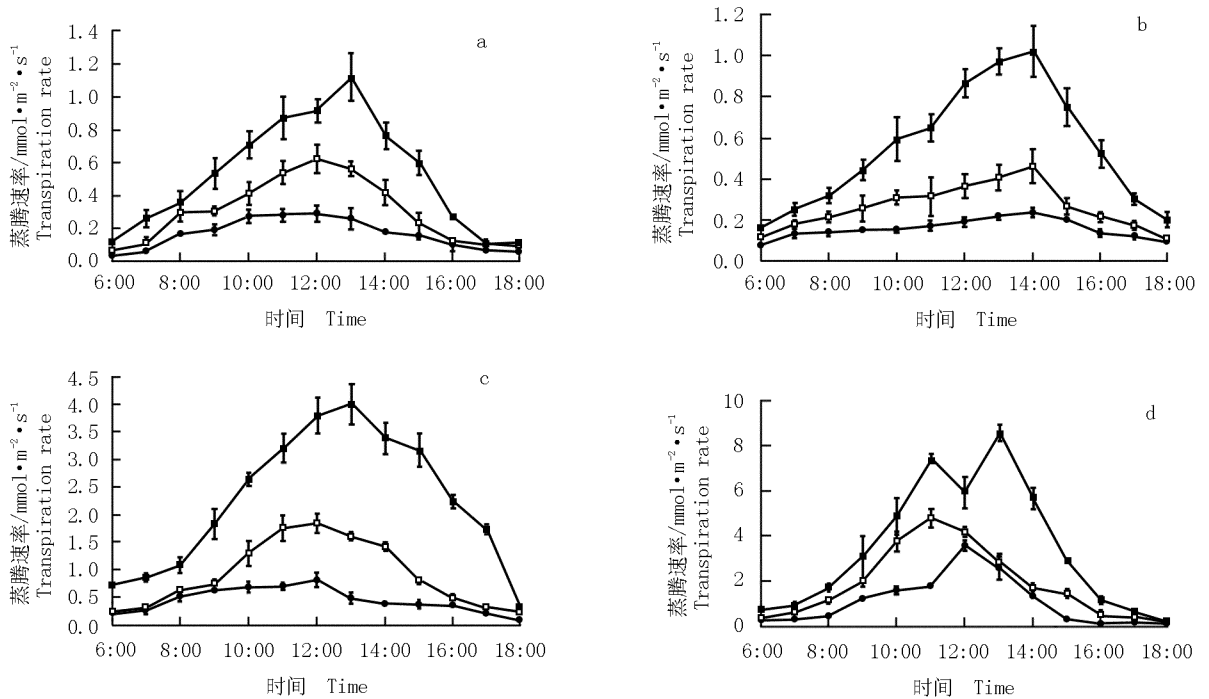 a
蒸腾速率/mmol·m⁻²·s⁻¹
Transpiration rate
1.4
1.2
1.0
0.8
0.6
0.4
0.2
0.0
6:00 8:00 10:00 12:00 14:00 16:00 18:00
时间 Time
b
蒸腾速率/mmol·m⁻²·s⁻¹
Transpiration rate
1.2
1.0
0.8
0.6
0.4
0.2
0.0
6:00 8:00 10:00 12:00 14:00 16:00 18:00
时间 Time
c
蒸腾速率/mmol·m⁻²·s⁻¹
Transpiration rate
4.5
4.0
3.5
3.0
2.5
2.0
1.5
1.0
0.5
0.0
6:00 8:00 10:00 12:00 14:00 16:00 18:00
时间 Time
d
蒸腾速率/mmol·m⁻²·s⁻¹
Transpiration rate
10
8
6
4
2
0
6:00 8:00 10:00 12:00 14:00 16:00 18:00
时间 Time